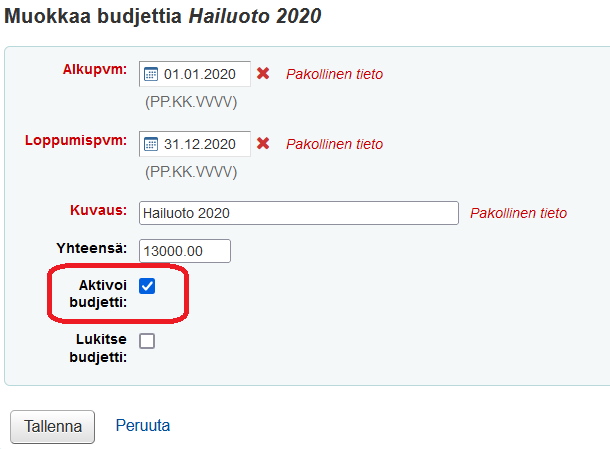 Muokkaa budjettia Hailuoto 2020
Alkupvm: 01.01.2020 Pakollinen tieto
(PP.KK.VVVV)
Loppumispvm: 31.12.2020 Pakollinen tieto
(PP.KK.VVVV)
Kuvaus: Hailuoto 2020 Pakollinen tieto
Yhteensä: 13000.00
Aktivoi
budjetti:
Lukitse
budjetti:
Tallenna Peruuta